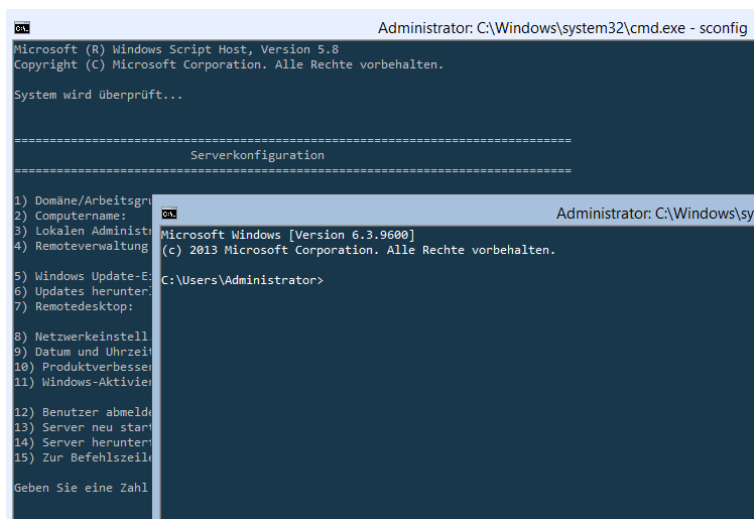 Administrator: C:\Windows\system32\cmd.exe - sconfig
Microsoft (R) Windows Script Host, Version 5.8
Copyright (C) Microsoft Corporation. Alle Rechte vorbehalten.
System wird überprüft...
===============================================================================
Serverkonfiguration
===============================================================================
1) Domäne/Arbeitsgru
2) Computername:
3) Lokalen Administr
4) Remoteverwaltung
5) Windows Update-Ei
6) Updates herunterl
7) Remotedesktop:
8) Netzwerkeinstell
9) Datum und Uhrzeit
10) Produktverbesser
11) Windows-Aktivier
12) Benutzer abmelde
13) Server neu start
14) Server herunterf
15) Zur Befehlszeile
Geben Sie eine Zahl
Administrator: C:\Windows\sy
Microsoft Windows [Version 6.3.9600]
(c) 2013 Microsoft Corporation. Alle Rechte vorbehalten.
C:\Users\Administrator>